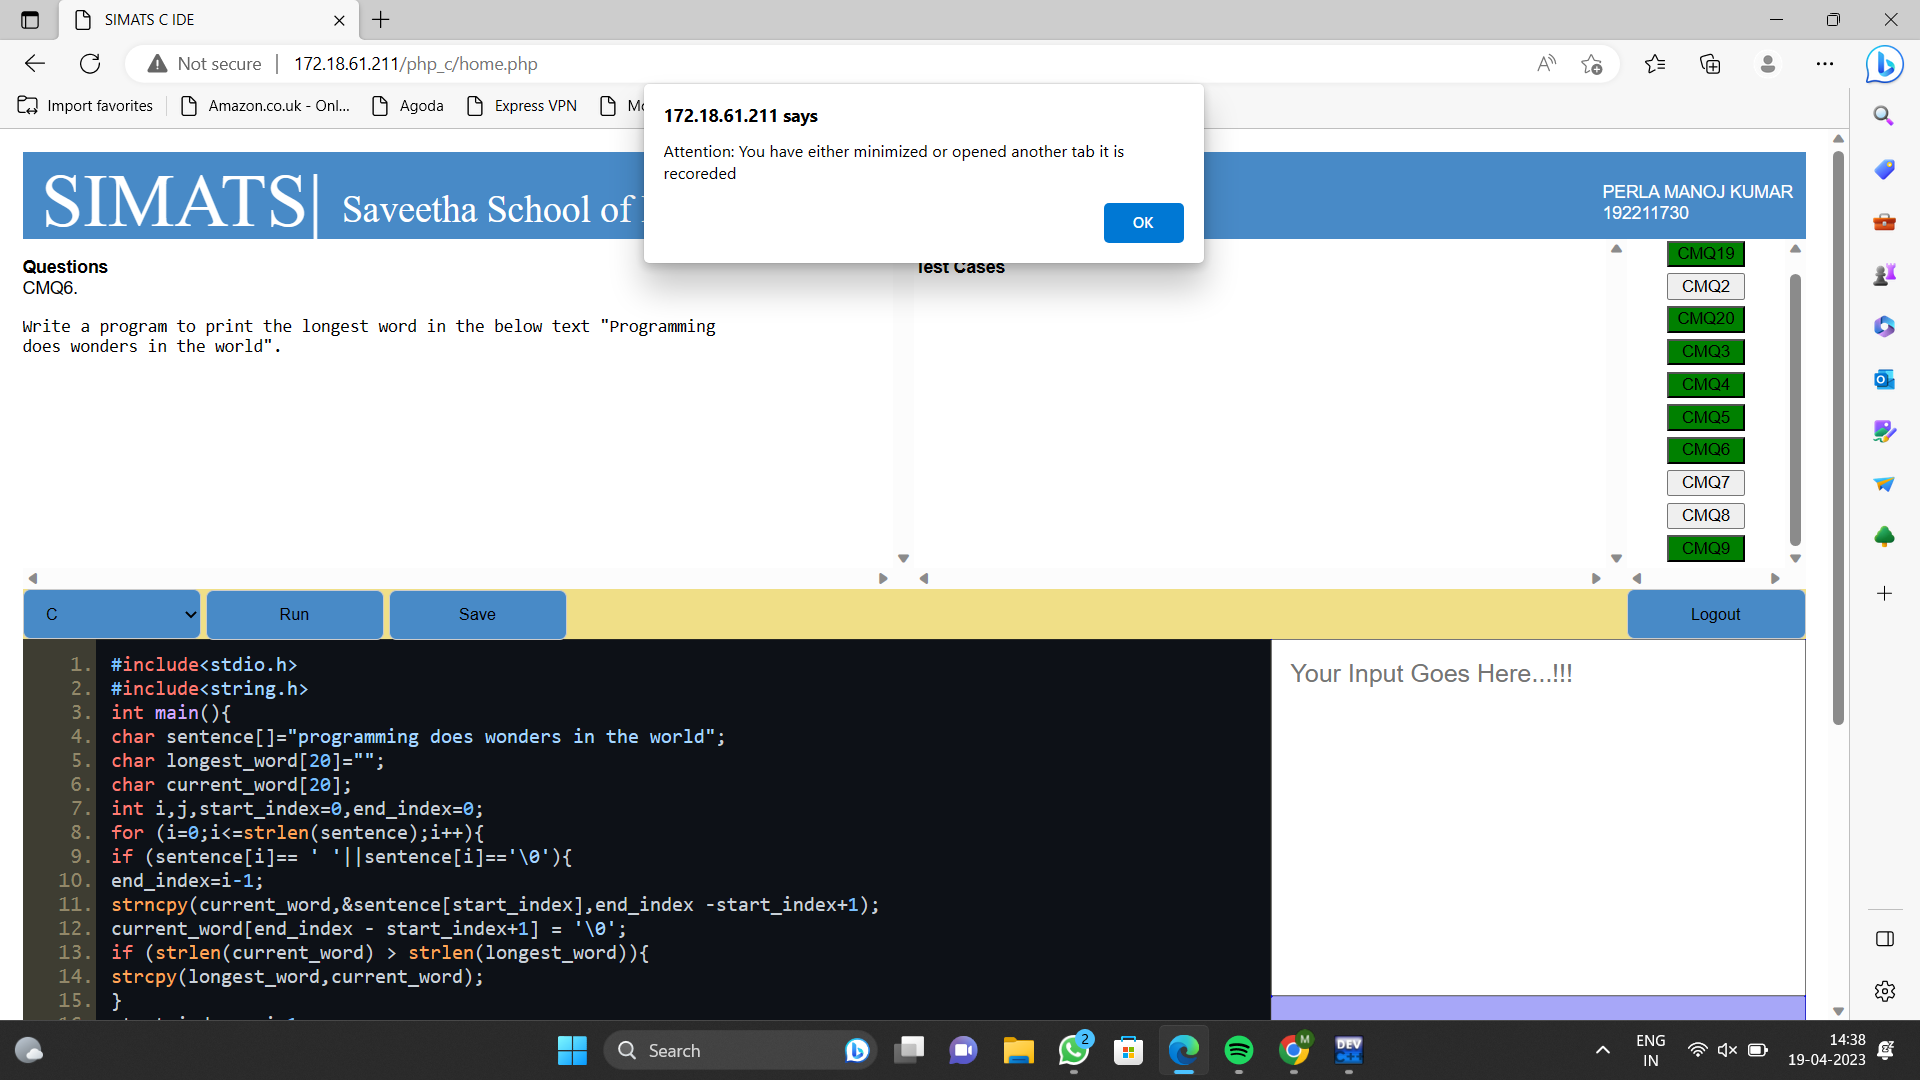 SIMATS C IDE
Not secure
172.18.61.211/php_c/home.php
Import favorites
Amazon.co.uk - Onl...
Agoda
Express VPN
172.18.61.211 says
Attention: You have either minimized or opened another tab it is
recoreded
OK
SIMATS|
Saveetha School of
PERLA MANOJ KUMAR
192211730
Questions
CMQ6.
Write a program to print the longest word in the below text "Programming
does wonders in the world".
Test Cases
CMQ19
CMQ2
CMQ20
CMQ3
CMQ4
CMQ5
CMQ6
CMQ7
CMQ8
CMQ9
C
Run
Save
Logout
1. #include<stdio.h>
2. #include<string.h>
3. int main(){
4. char sentence[]="programming does wonders in the world";
5. char longest_word[20]="";
6. char current_word[20];
7. int i,j,start_index=0,end_index=0;
8. for (i=0;i<=strlen(sentence);i++){
9. if (sentence[i]== ' '||sentence[i]=='\0'){
10. end_index=i-1;
11. strncpy(current_word,&sentence[start_index],end_index -start_index+1);
12. current_word[end_index - start_index+1] = '\0';
13. if (strlen(current_word) > strlen(longest_word)){
14. strcpy(longest_word,current_word);
15. }
Your Input Goes Here...!!!
Search
2
M
DEV
C++
ENG
IN
14:38
19-04-2023